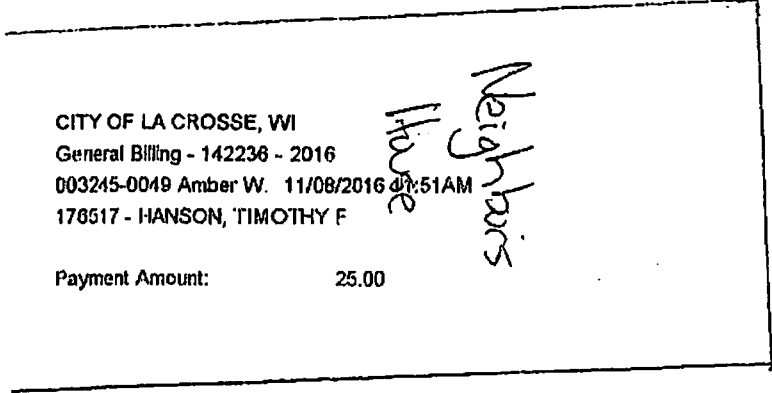 CITY OF LA CROSSE, WI
General Billing - 142236 - 2016
003245-0049 Amber W. 11/08/2016
176517 - HANSON, TIMOTHY F
Payment Amount: 25.00
Neighbors